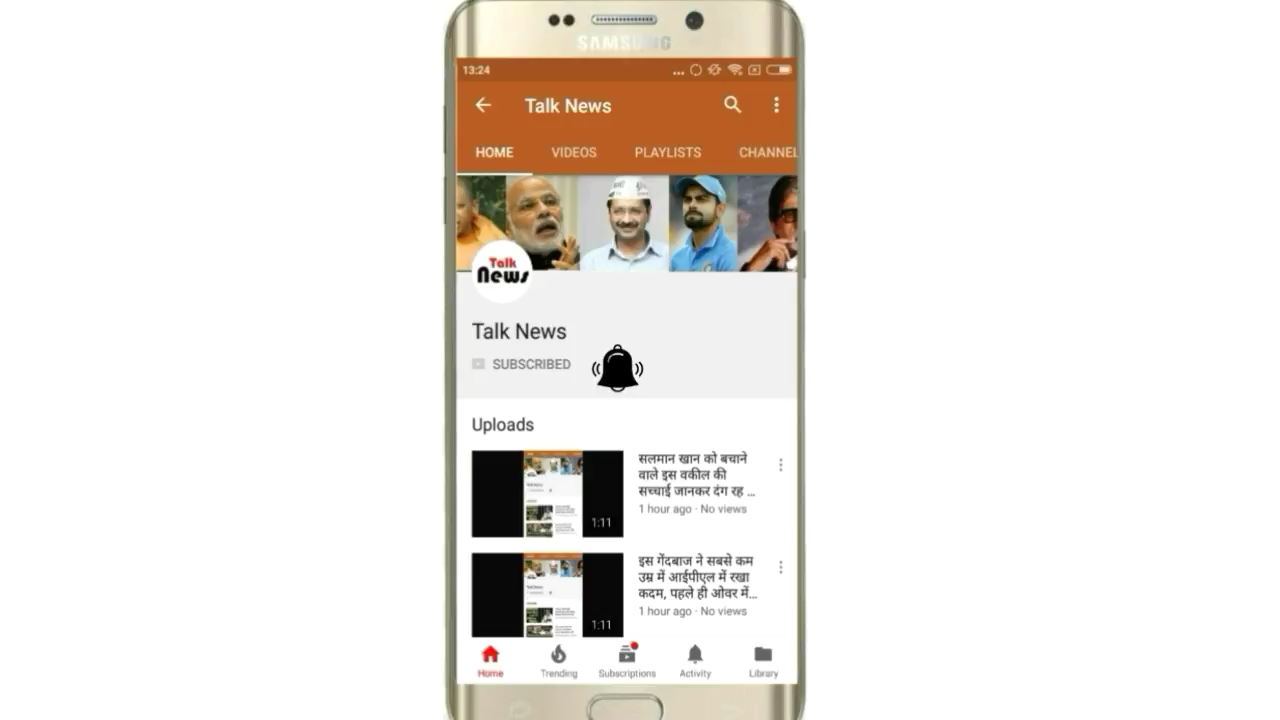 SAMSUNG
13:24
Talk News
HOME VIDEOS PLAYLISTS CHANNEL
Talk
News
Talk News
SUBSCRIBED
Uploads
सलमान खान को बचाने
वाले इस वकील की
सच्चाई जानकर दंग रह ...
1 hour ago · No views
1:11
इस गेंदबाज ने सबसे कम
उम्र में आईपीएल में रखा
कदम, पहले ही ओवर में...
1 hour ago · No views
1:11
Home Trending Subscriptions Activity Library